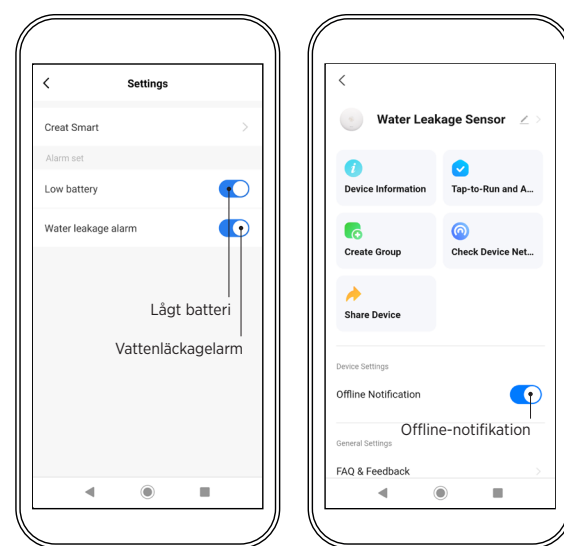 Settings
Creat Smart
Alarm set
Low battery
Water leakage alarm
Lågt batteri
Vattenläckagelarm
Water Leakage Sensor
Device Information
Tap-to-Run and A...
Create Group
Check Device Net...
Share Device
Device Settings
Offline Notification
Offline-notifikation
General Settings
FAQ & Feedback